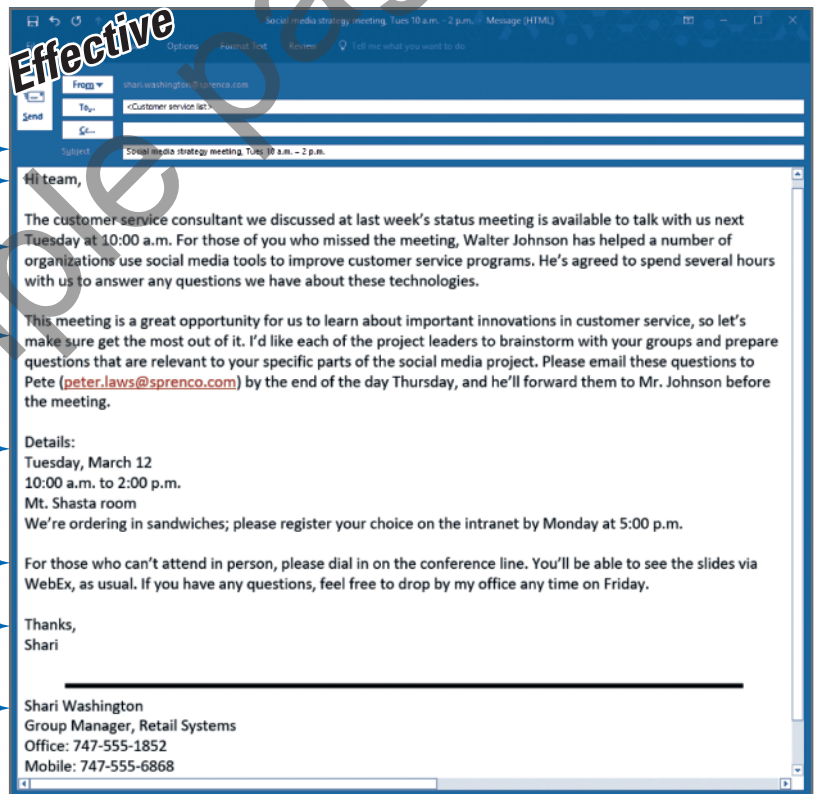 Social media strategy meeting, Tues 10 a.m. – 2 p.m. - Message (HTML)
Effective
Options Format Text Review Tell me what you want to do
From shari.washington@sprenco.com
To... <Customer service list>
Send
Cc...
Subject Social media strategy meeting, Tues 10 a.m. – 2 p.m.
Hi team,
The customer service consultant we discussed at last week's status meeting is available to talk with us next
Tuesday at 10:00 a.m. For those of you who missed the meeting, Walter Johnson has helped a number of
organizations use social media tools to improve customer service programs. He's agreed to spend several hours
with us to answer any questions we have about these technologies.
This meeting is a great opportunity for us to learn about important innovations in customer service, so let's
make sure get the most out of it. I'd like each of the project leaders to brainstorm with your groups and prepare
questions that are relevant to your specific parts of the social media project. Please email these questions to
Pete (peter.laws@sprenco.com) by the end of the day Thursday, and he'll forward them to Mr. Johnson before
the meeting.
Details:
Tuesday, March 12
10:00 a.m. to 2:00 p.m.
Mt. Shasta room
We're ordering in sandwiches; please register your choice on the intranet by Monday at 5:00 p.m.
For those who can't attend in person, please dial in on the conference line. You'll be able to see the slides via
WebEx, as usual. If you have any questions, feel free to drop by my office any time on Friday.
Thanks,
Shari
Shari Washington
Group Manager, Retail Systems
Office: 747-555-1852
Mobile: 747-555-6868